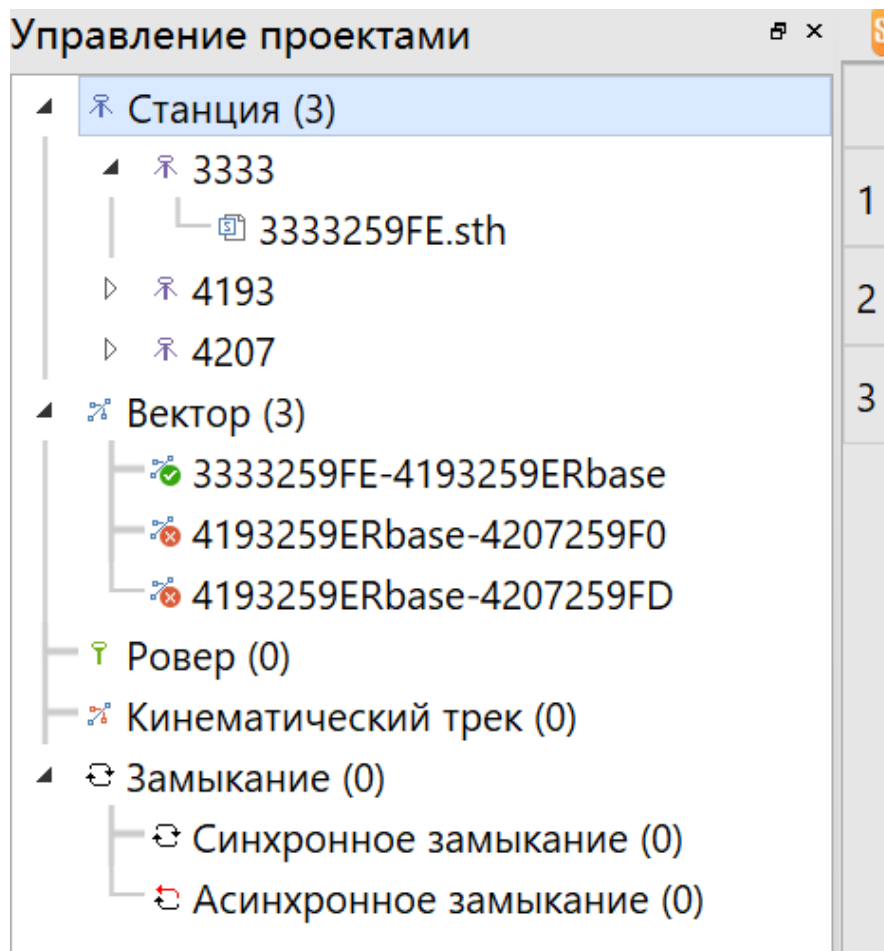 Управление проектами
Станция (3)
3333
3333259FE.sth
4193
4207
Вектор (3)
3333259FE-4193259ERbase
4193259ERbase-4207259F0
4193259ERbase-4207259FD
Ровер (0)
Кинематический трек (0)
Замыкание (0)
Синхронное замыкание (0)
Асинхронное замыкание (0)
1
2
3